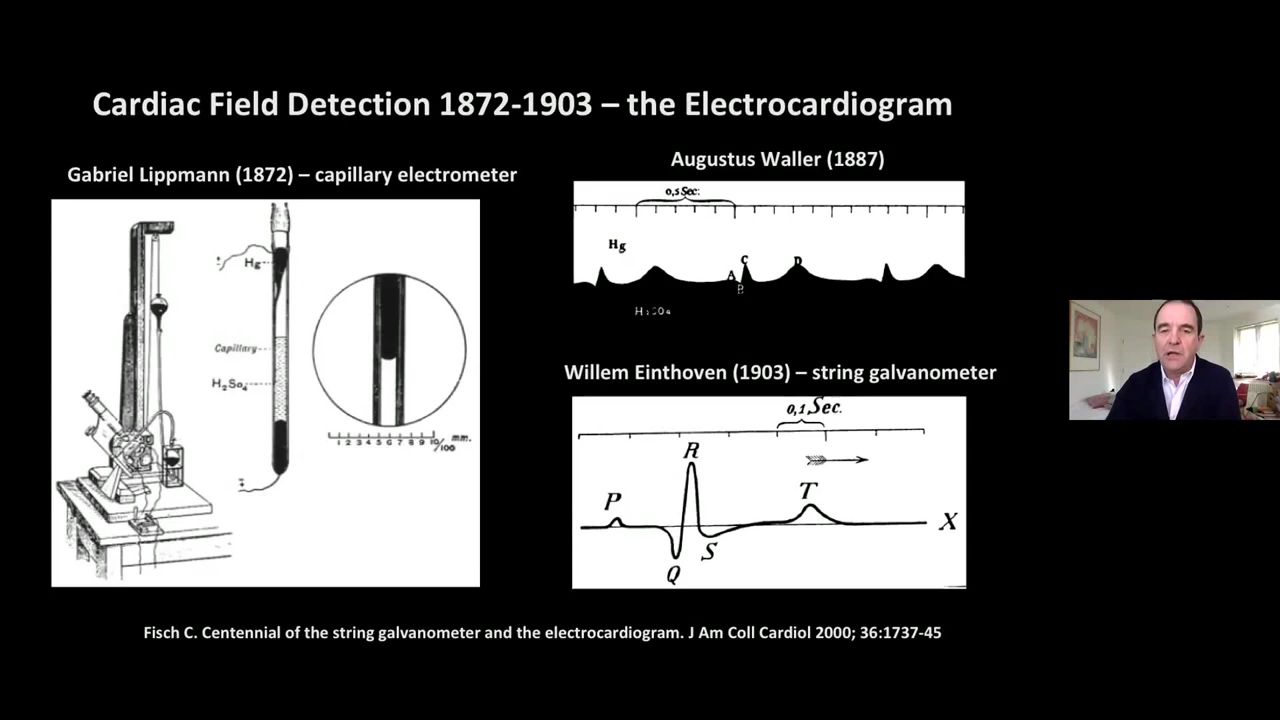 Cardiac Field Detection 1872-1903 – the Electrocardiogram
Gabriel Lippmann (1872) – capillary electrometer
Hg
Capillary
H₂So₄
1 2 3 4 5 6 7 8 9 10/100 mm.
Augustus Waller (1887)
0,5 Sec.
Hg
A
B
C
D
H₂SO₄
Willem Einthoven (1903) – string galvanometer
0,1 Sec.
P
Q
R
S
T
X
Fisch C. Centennial of the string galvanometer and the electrocardiogram. J Am Coll Cardiol 2000; 36:1737-45